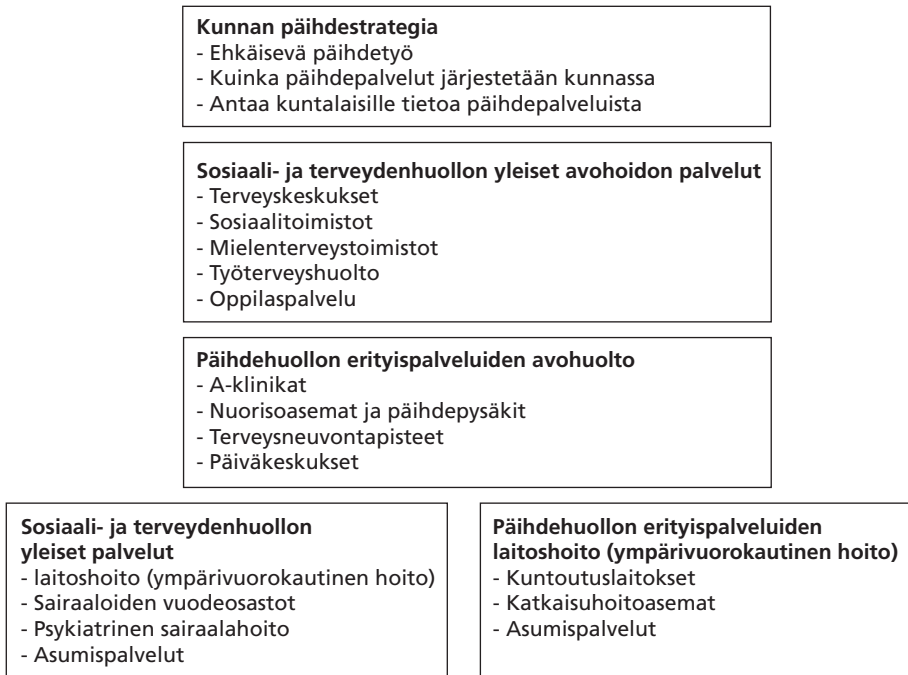 Kunnan päihdestrategia
- Ehkäisevä päihdetyö
- Kuinka päihdepalvelut järjestetään kunnassa
- Antaa kuntalaisille tietoa päihdepalveluista
Sosiaali- ja terveydenhuollon yleiset avohoidon palvelut
- Terveyskeskukset
- Sosiaalitoimistot
- Mielenterveystoimistot
- Työterveyshuolto
- Oppilaspalvelu
Päihdehuollon erityispalveluiden avohuolto
- A-klinikat
- Nuorisoasemat ja päihdepysäkit
- Terveysneuvontapisteet
- Päiväkeskukset
Sosiaali- ja terveydenhuollon
yleiset palvelut
- laitoshoito (ympärivuorokautinen hoito)
- Sairaaloiden vuodeosastot
- Psykiatrinen sairaalahoito
- Asumispalvelut
Päihdehuollon erityispalveluiden
laitoshoito (ympärivuorokautinen hoito)
- Kuntoutuslaitokset
- Katkaisuhoitoasemat
- Asumispalvelut